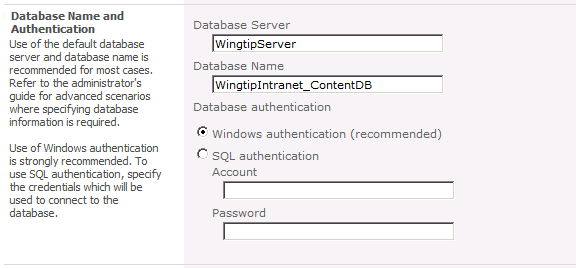 Database Name and
Authentication
Use of the default database
server and database name is
recommended for most cases.
Refer to the administrator's
guide for advanced scenarios
where specifying database
information is required.
Use of Windows authentication
is strongly recommended. To
use SQL authentication, specify
the credentials which will be
used to connect to the
database.
Database Server
WingtipServer
Database Name
WingtipIntranet_ContentDB
Database authentication
Windows authentication (recommended)
SQL authentication
Account
Password